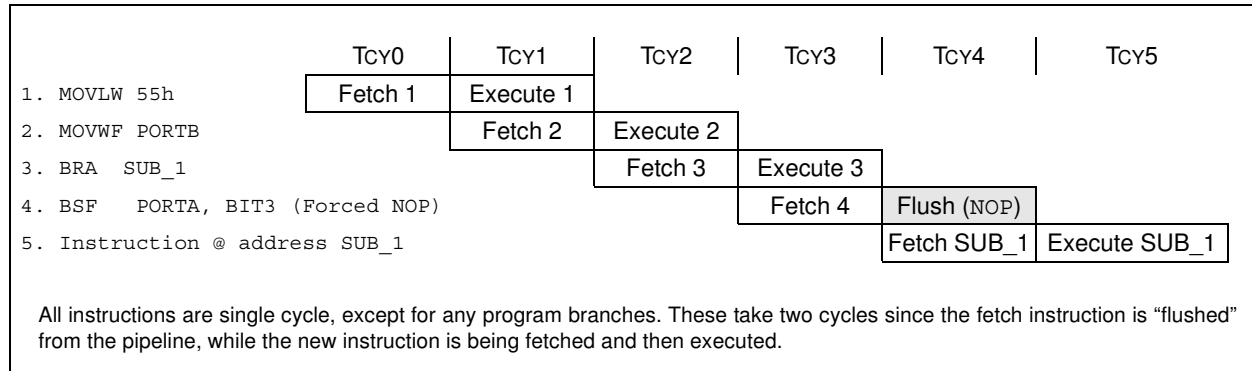 TCY0 TCY1 TCY2 TCY3 TCY4 TCY5
1. MOVLW 55h Fetch 1 Execute 1
2. MOVWF PORTB Fetch 2 Execute 2
3. BRA SUB_1 Fetch 3 Execute 3
4. BSF PORTA, BIT3 (Forced NOP) Fetch 4 Flush (NOP)
5. Instruction @ address SUB_1 Fetch SUB_1 Execute SUB_1
All instructions are single cycle, except for any program branches. These take two cycles since the fetch instruction is “flushed”
from the pipeline, while the new instruction is being fetched and then executed.